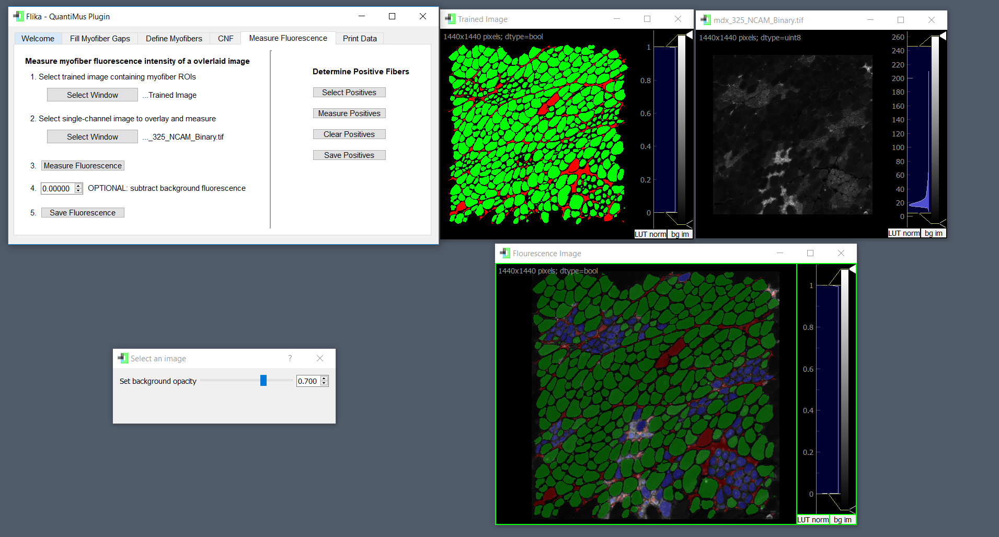 Flika - QuantiMus Plugin
Welcome
Fill Myofiber Gaps
Define Myofibers
CNF
Measure Fluorescence
Print Data
Measure myofiber fluorescence intensity of a ovlerlaid image
1. Select trained image containing myofiber ROIs
Select Window ...Trained Image
2. Select single-channel image to overlay and measure
Select Window ..._325_NCAM_Binary.tif
3. Measure Fluorescence
4. 0.00000 OPTIONAL: subtract background fluorescence
5. Save Fluorescence
Determine Positive Fibers
Select Positives
Measure Positives
Clear Positives
Save Positives
Trained Image
1440x1440 pixels; dtype=bool
1
0.8
0.6
0.4
0.2
0
LUT norm bg im
mdx_325_NCAM_Binary.tif
1440x1440 pixels; dtype=uint8
260
240
220
200
180
160
140
120
100
80
60
40
20
0
LUT norm bg im
Select an image ?
Set background opacity 0.700
Flourescence Image
1440x1440 pixels; dtype=bool
1
0.8
0.6
0.4
0.2
0
LUT norm bg im